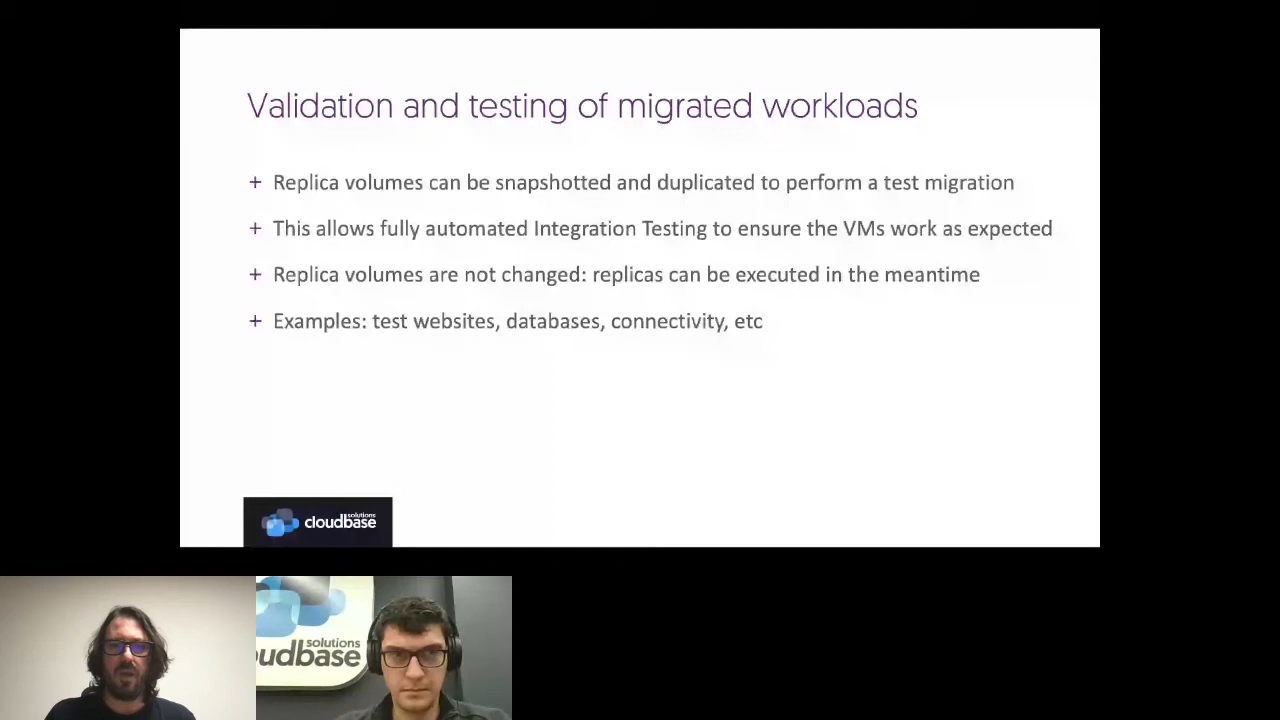 Validation and testing of migrated workloads
+ Replica volumes can be snapshotted and duplicated to perform a test migration
+ This allows fully automated Integration Testing to ensure the VMs work as expected
+ Replica volumes are not changed: replicas can be executed in the meantime
+ Examples: test websites, databases, connectivity, etc
solutions
cloudbase
solutions
oudbase